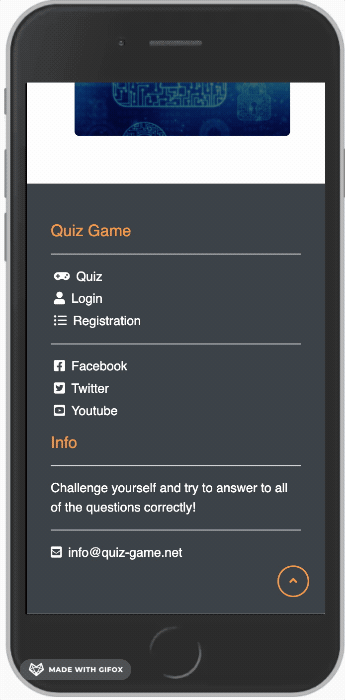 Quiz Game
Quiz
Login
Registration
Facebook
Twitter
Youtube
Info
Challenge yourself and try to answer to all
of the questions correctly!
info@quiz-game.net
MADE WITH GIFOX